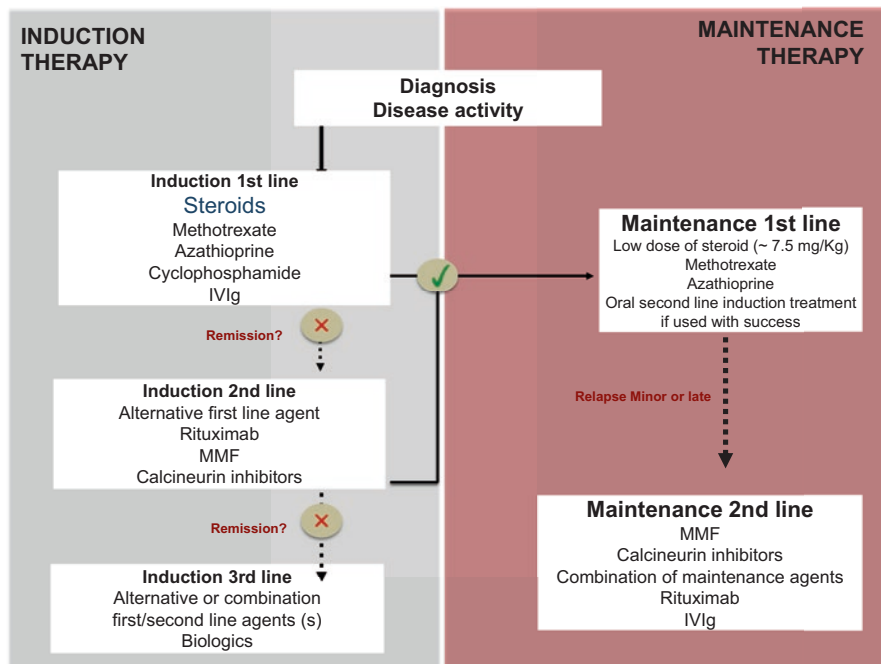 INDUCTION
THERAPY
MAINTENANCE
THERAPY
Diagnosis
Disease activity
Induction 1st line
Steroids
Methotrexate
Azathioprine
Cyclophosphamide
IVIg
Remission?
Induction 2nd line
Alternative first line agent
Rituximab
MMF
Calcineurin inhibitors
Remission?
Induction 3rd line
Alternative or combination
first/second line agents (s)
Biologics
Maintenance 1st line
Low dose of steroid (~ 7.5 mg/Kg)
Methotrexate
Azathioprine
Oral second line induction treatment
if used with success
Relapse Minor or late
Maintenance 2nd line
MMF
Calcineurin inhibitors
Combination of maintenance agents
Rituximab
IVIg